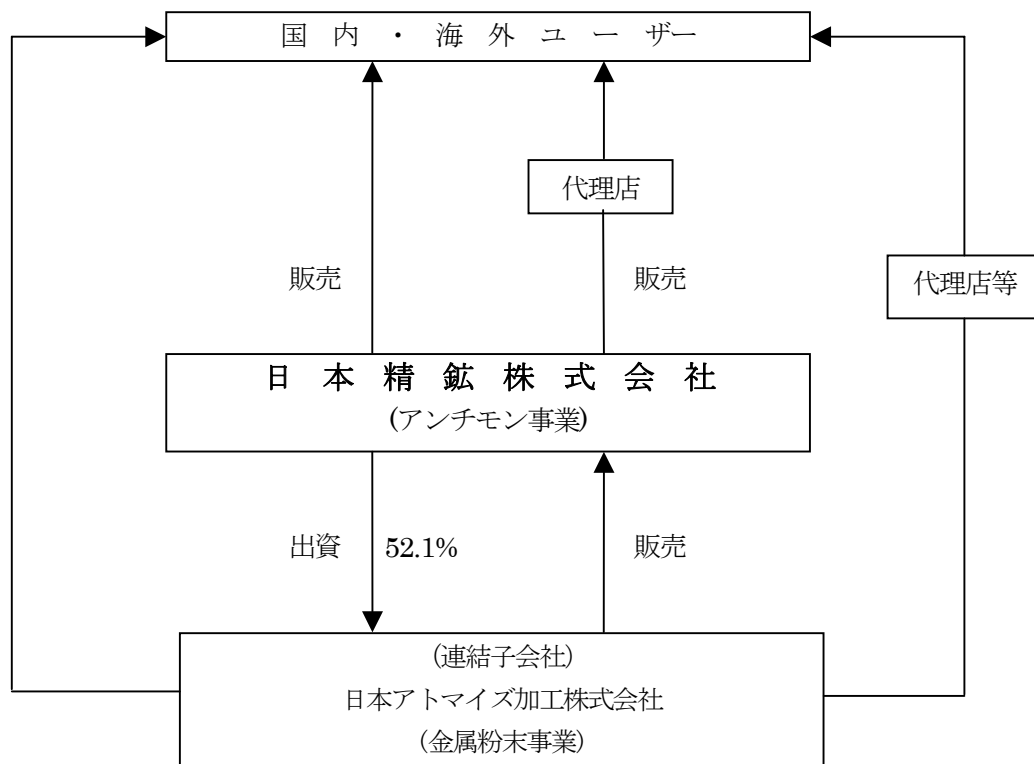 国 内 ・ 海 外 ユ ー ザー
代理店
代理店等
販売
販売
日 本 精 鉱 株 式 会 社
(アンチモン事業)
出資 52.1%
販売
(連結子会社)
日本アトマイズ加工株式会社
(金属粉末事業)